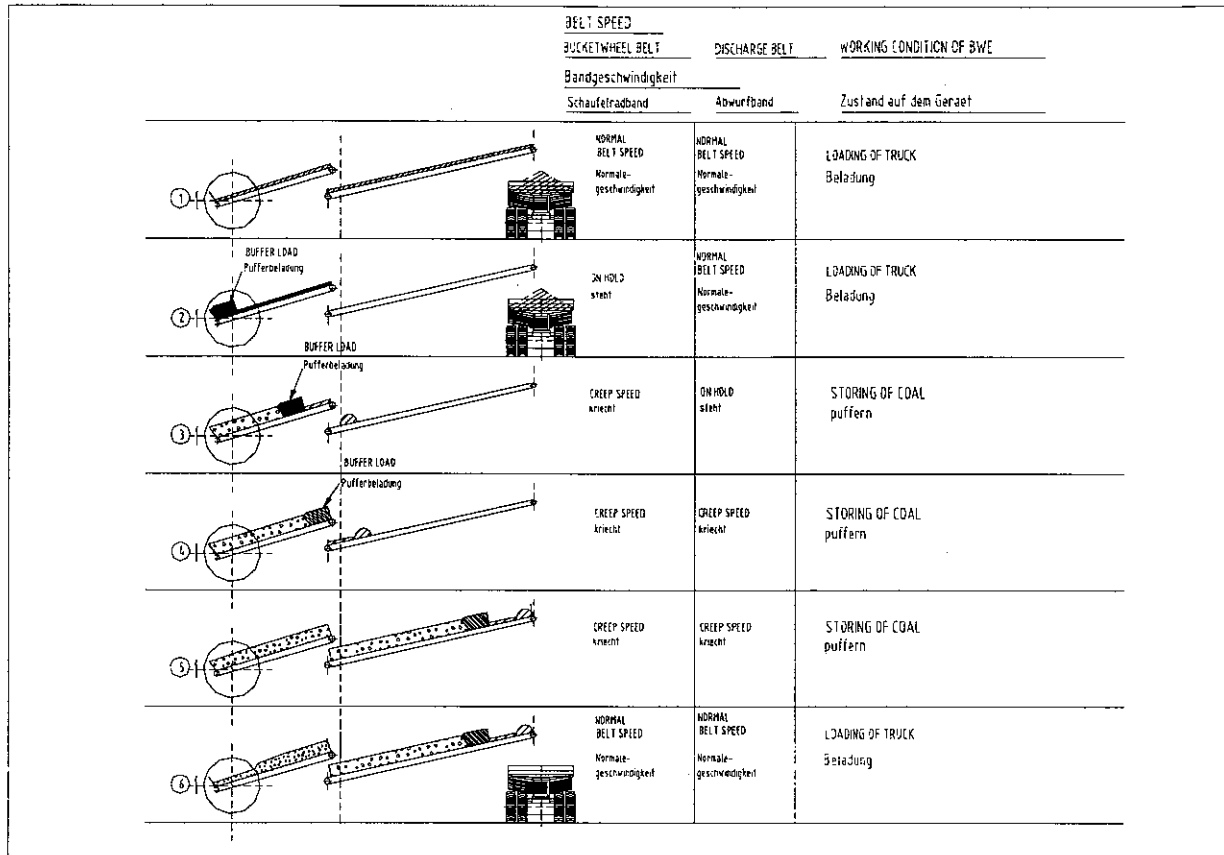 BELT SPEED
BUCKETWHEEL BELT DISCHARGE BELT WORKING CONDITION OF BWE
Bandgeschwindigkeit
Schaufelradband Abwurfband Zustand auf dem Geraet
1
NORMAL
BELT SPEED
Normale-
geschwindigkeit
NORMAL
BELT SPEED
Normale-
geschwindigkeit
LOADING OF TRUCK
Beladung
2
BUFFER LOAD
Pufferbeladung
ON HOLD
steht
NORMAL
BELT SPEED
Normale-
geschwindigkeit
LOADING OF TRUCK
Beladung
3
BUFFER LOAD
Pufferbeladung
CREEP SPEED
kriecht
ON HOLD
steht
STORING OF COAL
puffern
4
BUFFER LOAD
Pufferbeladung
CREEP SPEED
kriecht
CREEP SPEED
kriecht
STORING OF COAL
puffern
5
CREEP SPEED
kriecht
CREEP SPEED
kriecht
STORING OF COAL
puffern
6
NORMAL
BELT SPEED
Normale-
geschwindigkeit
NORMAL
BELT SPEED
Normale-
geschwindigkeit
LOADING OF TRUCK
Beladung